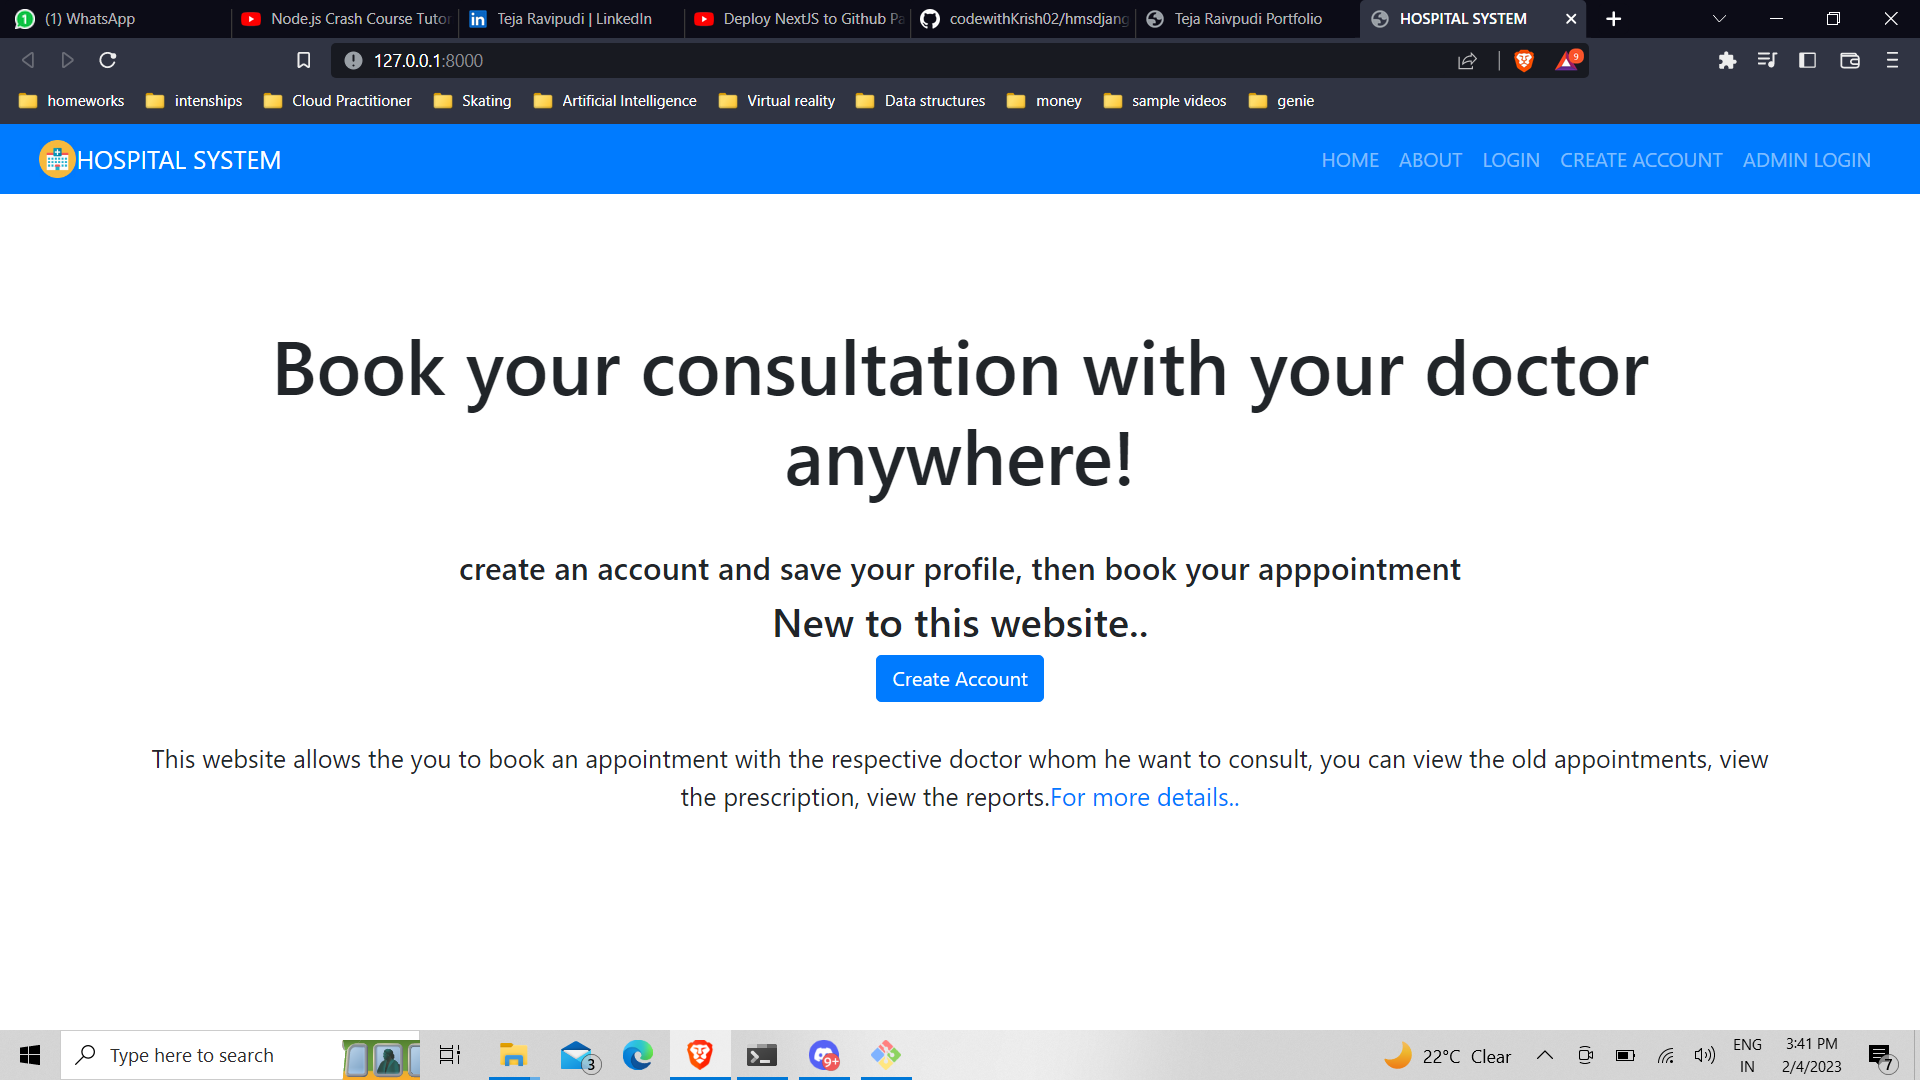 1 (1) WhatsApp
Node.js Crash Course Tutor
Teja Ravipudi | LinkedIn
Deploy NextJS to Github Pa
codewithKrish02/hmsdjang
Teja Raivpudi Portfolio
HOSPITAL SYSTEM
127.0.0.1:8000
9
homeworks
intenships
Cloud Practitioner
Skating
Artificial Intelligence
Virtual reality
Data structures
money
sample videos
genie
HOSPITAL SYSTEM
HOME
ABOUT
LOGIN
CREATE ACCOUNT
ADMIN LOGIN
Book your consultation with your doctor
anywhere!
create an account and save your profile, then book your apppointment
New to this website..
Create Account
This website allows the you to book an appointment with the respective doctor whom he want to consult, you can view the old appointments, view
the prescription, view the reports.For more details..
Type here to search
3
9+
22°C Clear
ENG
IN
3:41 PM
2/4/2023
7